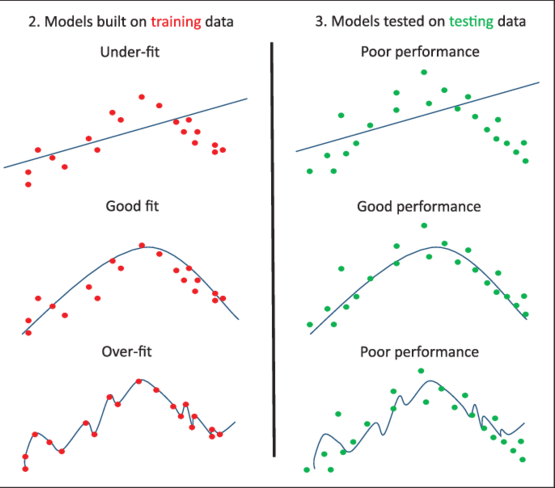 2. Models built on training data
Under-fit
Good fit
Over-fit
3. Models tested on testing data
Poor performance
Good performance
Poor performance